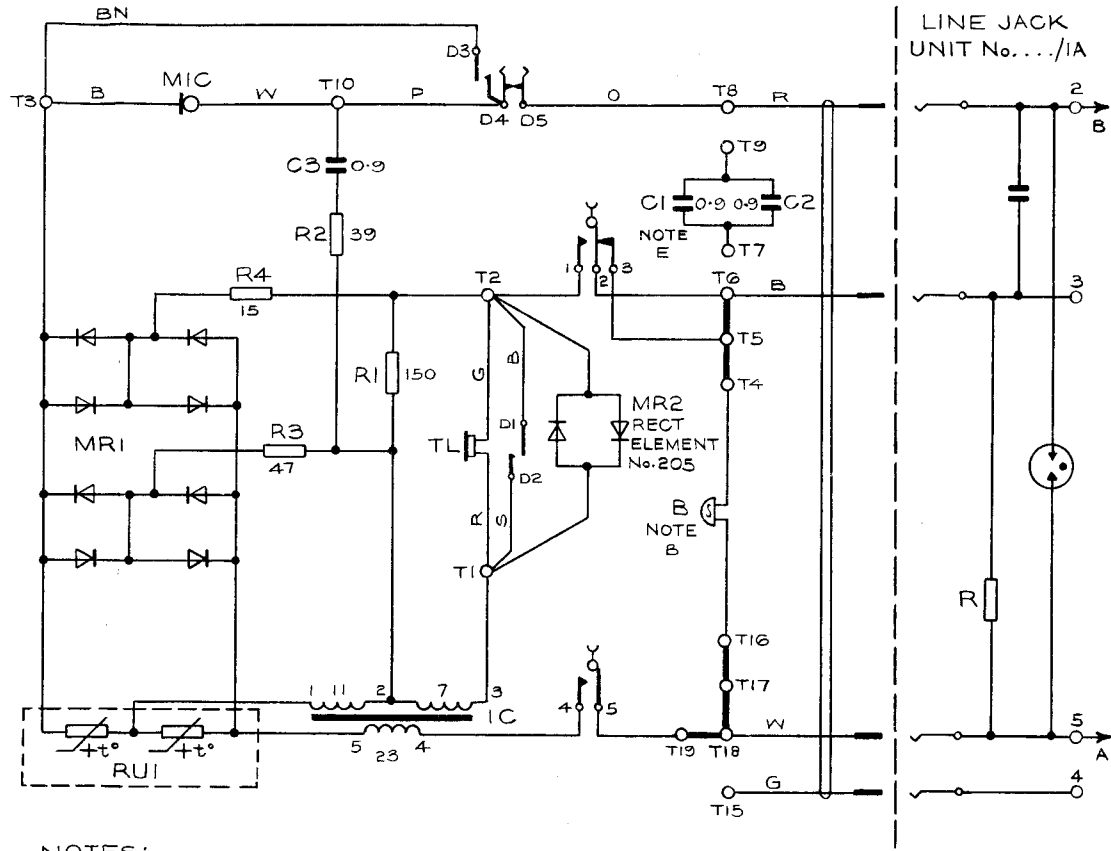 BN
LINE JACK
UNIT No..../1A
D3
MIC
T3
B
W
T10
P
D4
D5
O
T8
R
2
B
T9
C3
0·9
C1
0·9
0·9
C2
R2
39
NOTE
E
T7
1
2
3
R4
15
T2
T6
B
3
T5
R1
150
G
B
T4
MR1
R3
47
TL
D1
MR2
RECT
ELEMENT
No.205
D2
R
S
B
NOTE
B
T1
R
T16
1
11
2
7
3
T17
IC
4
5
+t°
+t°
5
23
4
T19
T18
W
5
A
RU1
T15
G
4
NOTES: